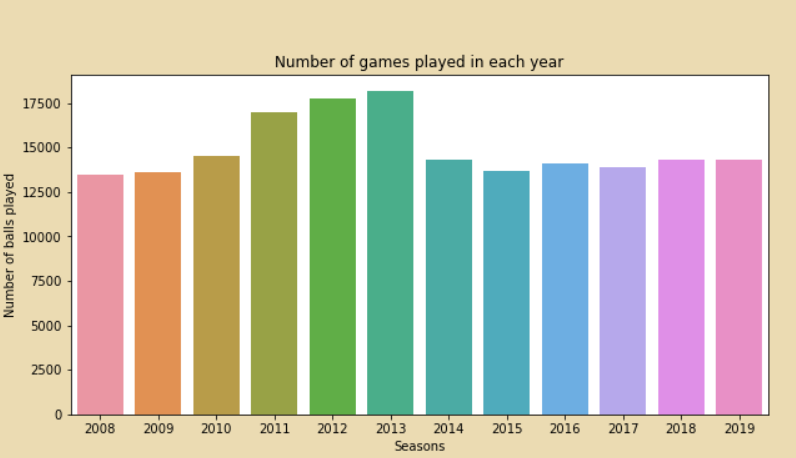 Number of games played in each year
Number of balls played
17500
15000
12500
10000
7500
5000
2500
0
2008 2009 2010 2011 2012 2013 2014 2015 2016 2017 2018 2019
Seasons